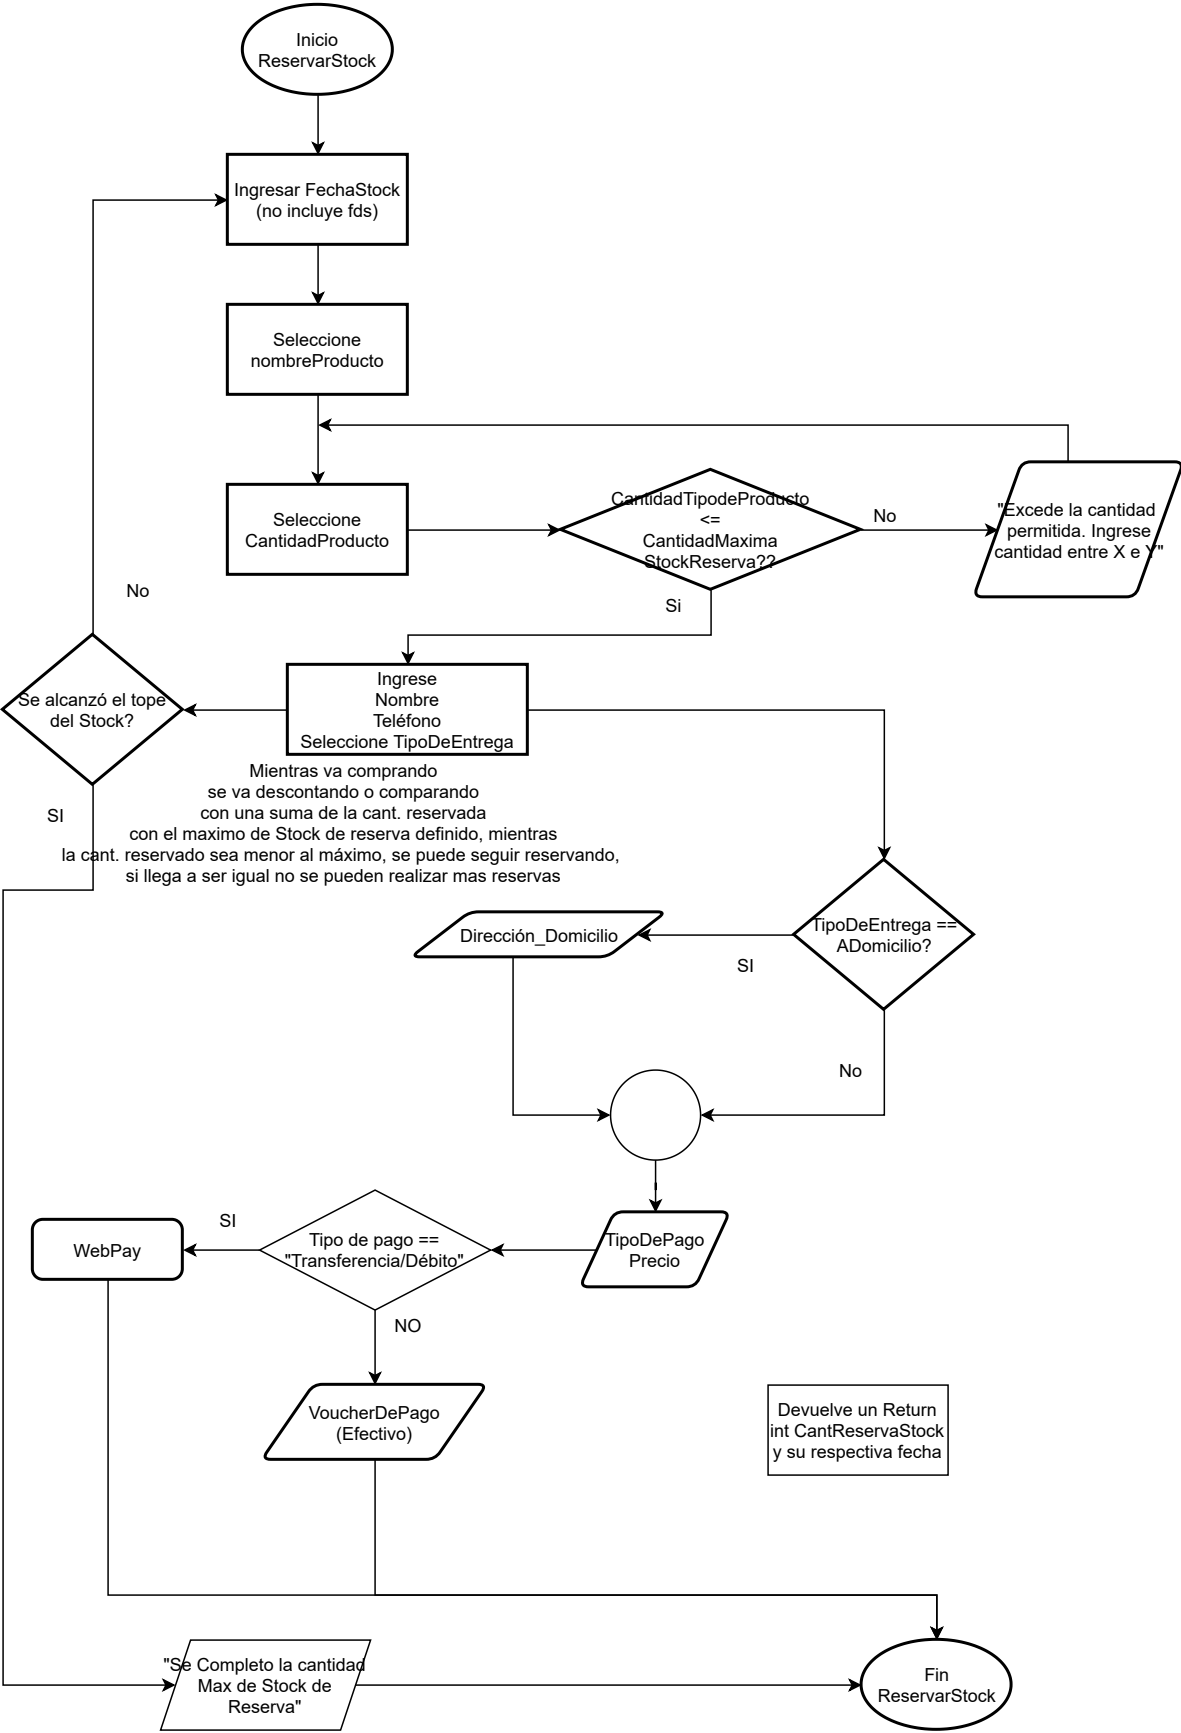 Inicio
ReservarStock
Ingresar FechaStock
(no incluye fds)
Seleccione
nombreProducto
Seleccione
CantidadProducto
CantidadTipodeProducto
<=
CantidadMaxima
StockReserva??
No
"Excede la cantidad
permitida. Ingrese
cantidad entre X e Y"
No
Si
Se alcanzó el tope
del Stock?
Ingrese
Nombre
Teléfono
Seleccione TipoDeEntrega
Mientras va comprando
se va descontando o comparando
con una suma de la cant. reservada
con el maximo de Stock de reserva definido, mientras
la cant. reservado sea menor al máximo, se puede seguir reservando,
si llega a ser igual no se pueden realizar mas reservas
SI
TipoDeEntrega ==
ADomicilio?
Dirección_Domicilio
SI
No
TipoDePago
Precio
Tipo de pago ==
"Transferencia/Débito"
SI
WebPay
NO
VoucherDePago
(Efectivo)
Devuelve un Return
int CantReservaStock
y su respectiva fecha
"Se Completo la cantidad
Max de Stock de
Reserva"
Fin
ReservarStock